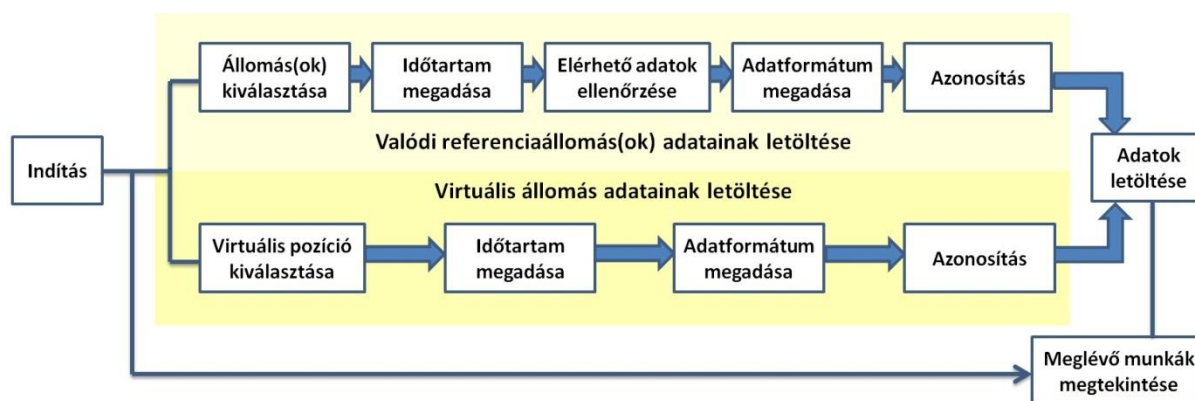 Indítás
Állomás(ok)
kiválasztása
Időtartam
megadása
Elérhető adatok
ellenőrzése
Adatformátum
megadása
Azonosítás
Valódi referenciaállomás(ok) adatainak letöltése
Virtuális állomás adatainak letöltése
Virtuális pozíció
kiválasztása
Időtartam
megadása
Adatformátum
megadása
Azonosítás
Adatok
letöltése
Meglévő munkák
megtekintése